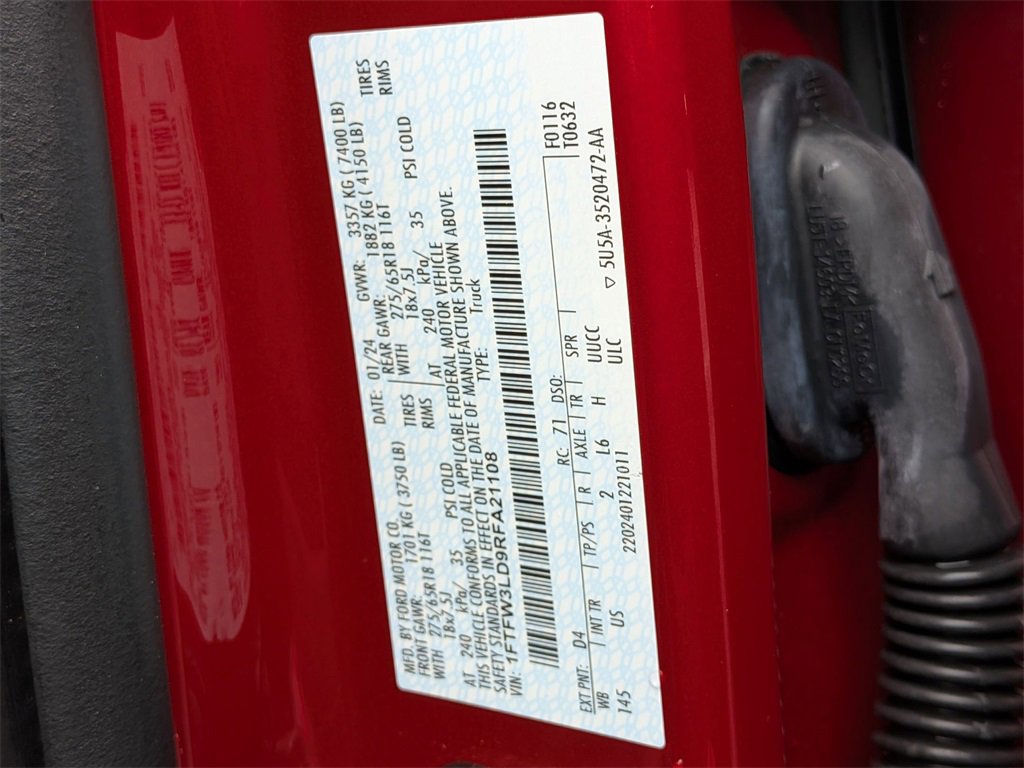 MFD. BY FORD MOTOR CO.
DATE: 01/24 GVWR: 3357 KG ( 7400 LB)
FRONT GAWR: 1701 KG (3750 LB) REAR GAWR: 1882 KG ( 4150 LB)
WITH 275/65R18 116T TIRES WITH 275/65R18 116T TIRES
18x7.5J RIMS 18x7.5J RIMS
AT 240 kPa/ 35 PSI COLD AT 240 kPa/ 35 PSI COLD
THIS VEHICLE CONFORMS TO ALL APPLICABLE FEDERAL MOTOR VEHICLE
SAFETY STANDARDS IN EFFECT ON THE DATE OF MANUFACTURE SHOWN ABOVE.
VIN: 1FTFW3LD9RFA21108 TYPE: Truck
F0116
T0632
EXT PNT: D4 RC: 71 DSO:
WB INT TR TP/PS R AXLE TR SPR
145 US 2 L6 H UUCC
ULC
2202401221011 ▽ 5U5A-3520472-AA
FoMoCo